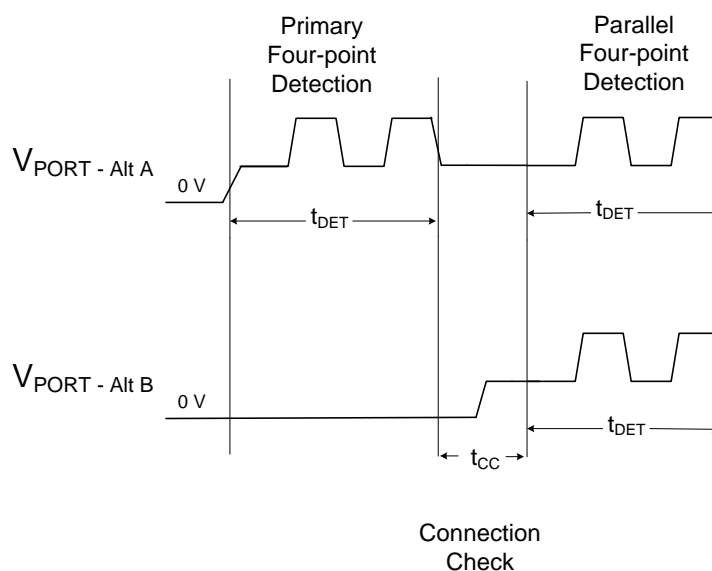 Primary
Four-point
Detection
Parallel
Four-point
Detection
VPORT - Alt A
0 V
tDET
tDET
VPORT - Alt B
0 V
tDET
tCC
Connection
Check